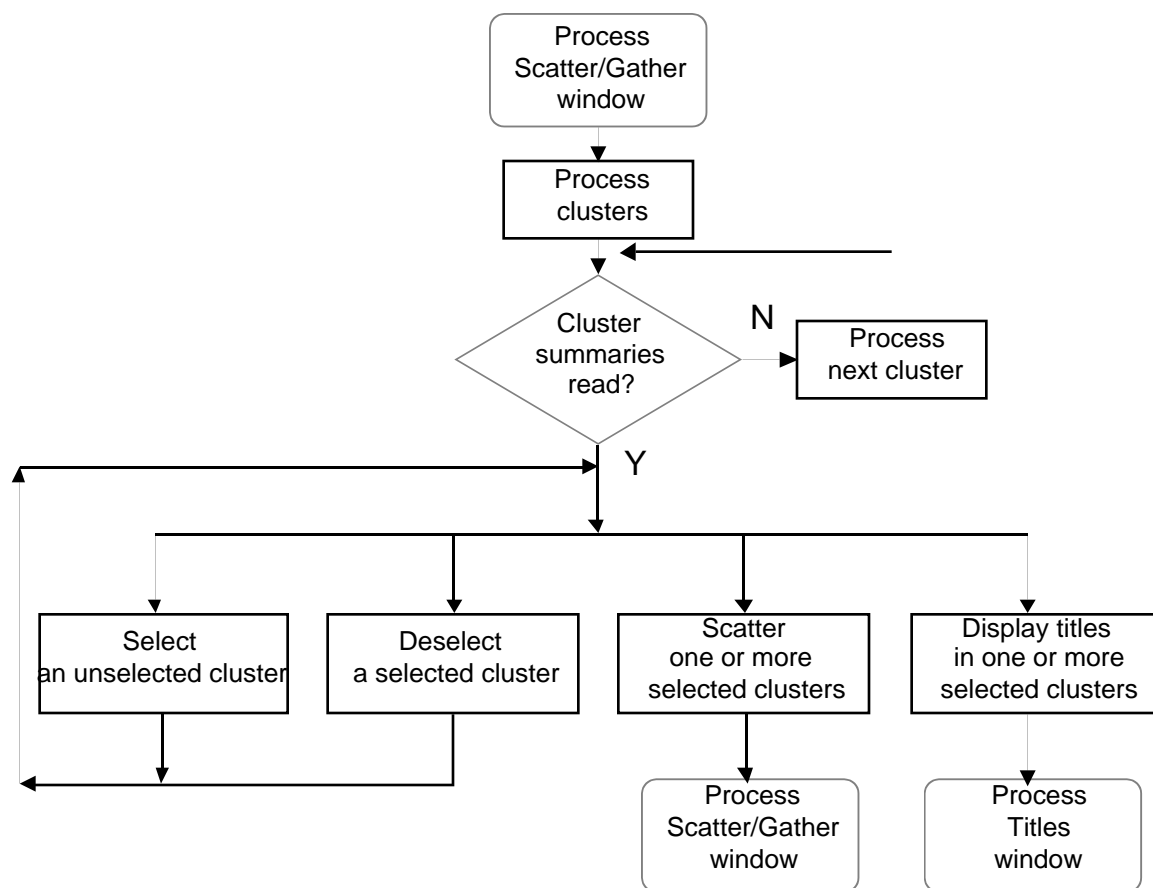 Process
Scatter/Gather
window
Process
clusters
Cluster
summaries
read?
N
Process
next cluster
Y
Select
an unselected cluster
Deselect
a selected cluster
Scatter
one or more
selected clusters
Display titles
in one or more
selected clusters
Process
Scatter/Gather
window
Process
Titles
window